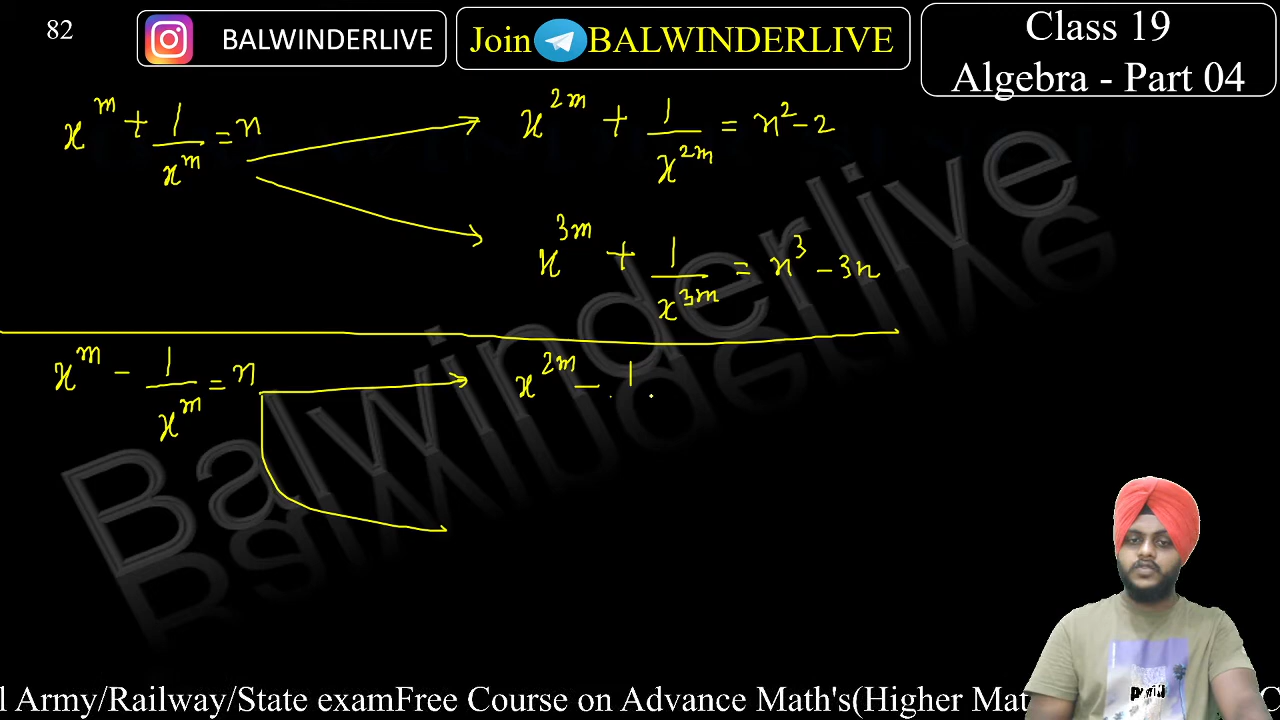 82
BALWINDERLIVE
Join BALWINDERLIVE
Class 19
Algebra - Part 04
x^m + 1/x^m = n
x^{2m} + 1/x^{2m} = n^2 - 2
x^{3m} + 1/x^{3m} = n^3 - 3n
x^m - 1/x^m = n
x^{2m} - 1
Balwinderlive
l Army/Railway/State examFree Course on Advance Math's(Higher Mat